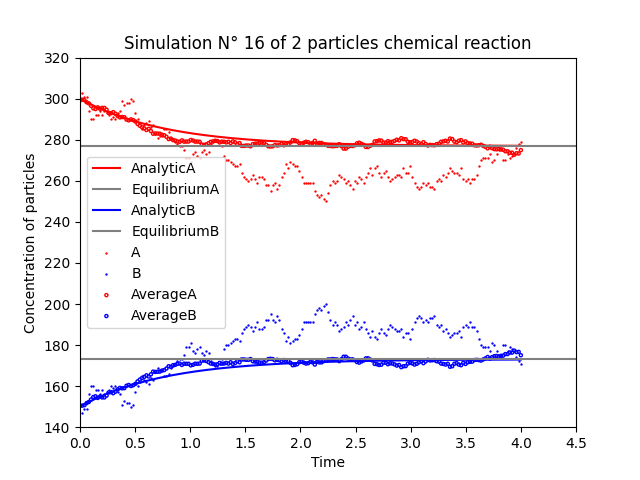 Simulation N° 16 of 2 particles chemical reaction
Concentration of particles
320
300
280
260
240
220
200
180
160
140
AnalyticA
EquilibriumA
AnalyticB
EquilibriumB
A
B
AverageA
AverageB
0.0 0.5 1.0 1.5 2.0 2.5 3.0 3.5 4.0 4.5
Time